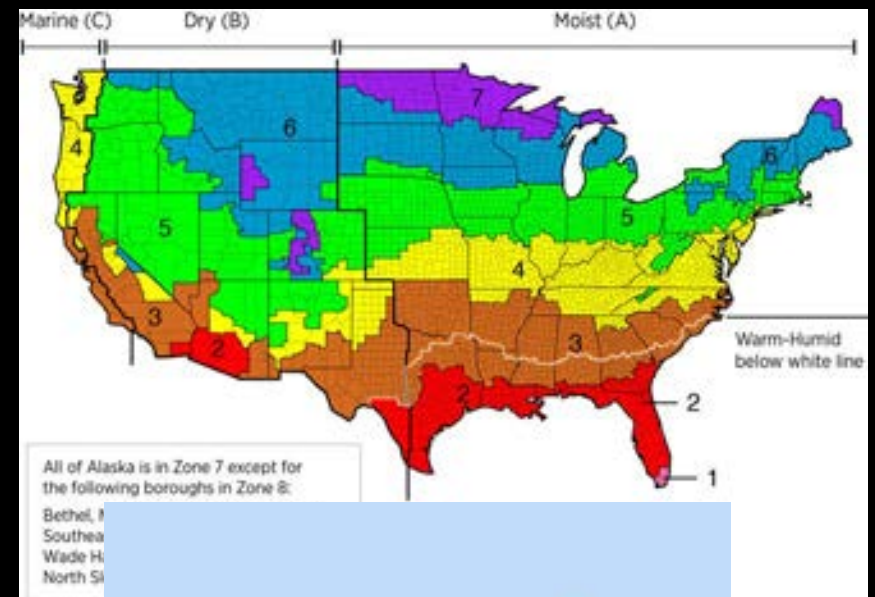 Marine (C) Dry (B) Moist (A)
7
6
6
4
5
5
4
3
3
Warm-Humid
below white line
2
2
2
1
All of Alaska is in Zone 7 except for
the following boroughs in Zone 8:
Bethel,
Southea
Wade Ha
North